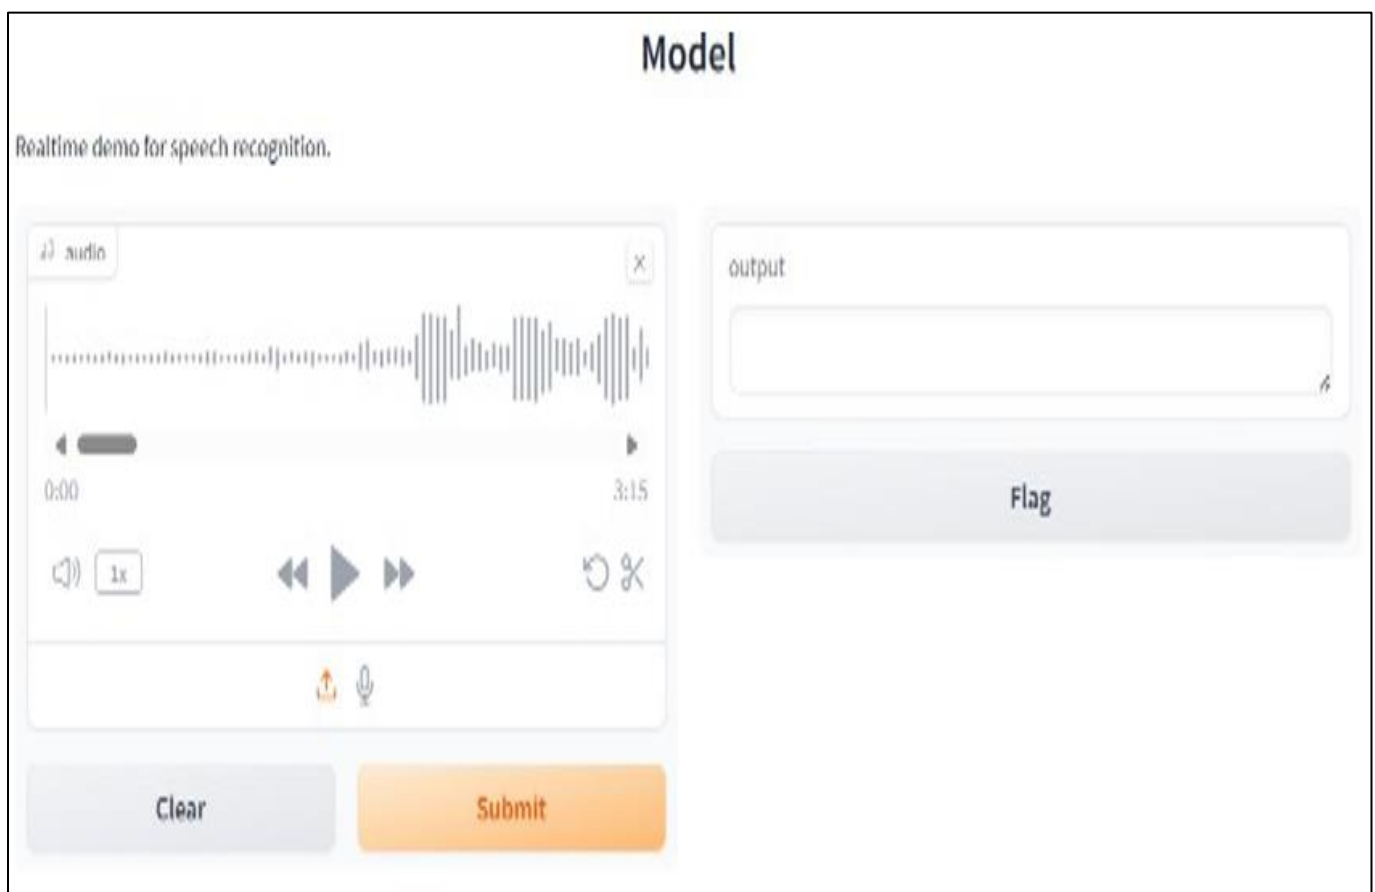 Model
Realtime demo for speech recognition.
audio
output
0:00
3:15
Flag
1x
Clear
Submit